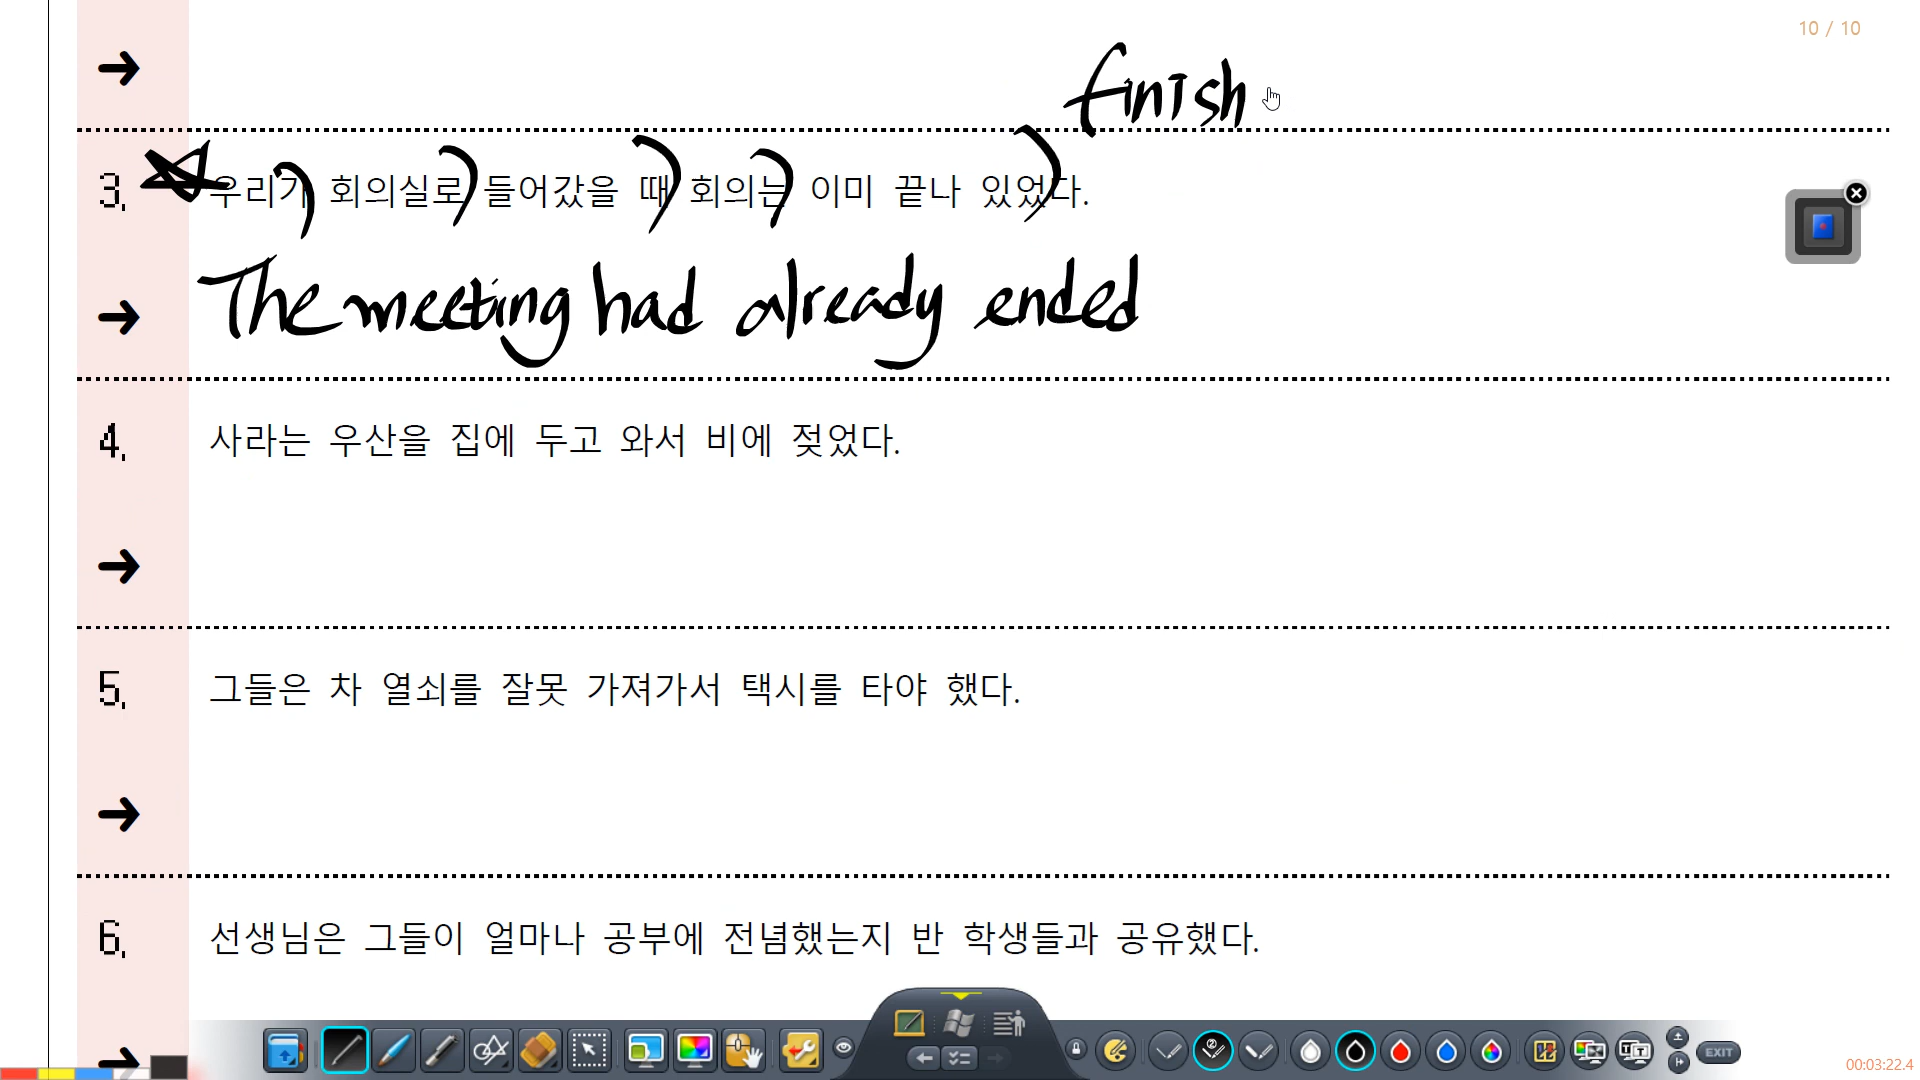 10 / 10
finish
3. 우리가 회의실로 들어갔을 때 회의는 이미 끝나 있었다.
The meeting had already ended
4. 사라는 우산을 집에 두고 와서 비에 젖었다.
5. 그들은 차 열쇠를 잘못 가져가서 택시를 타야 했다.
6. 선생님은 그들이 얼마나 공부에 전념했는지 반 학생들과 공유했다.
EXIT
00:03:22.4